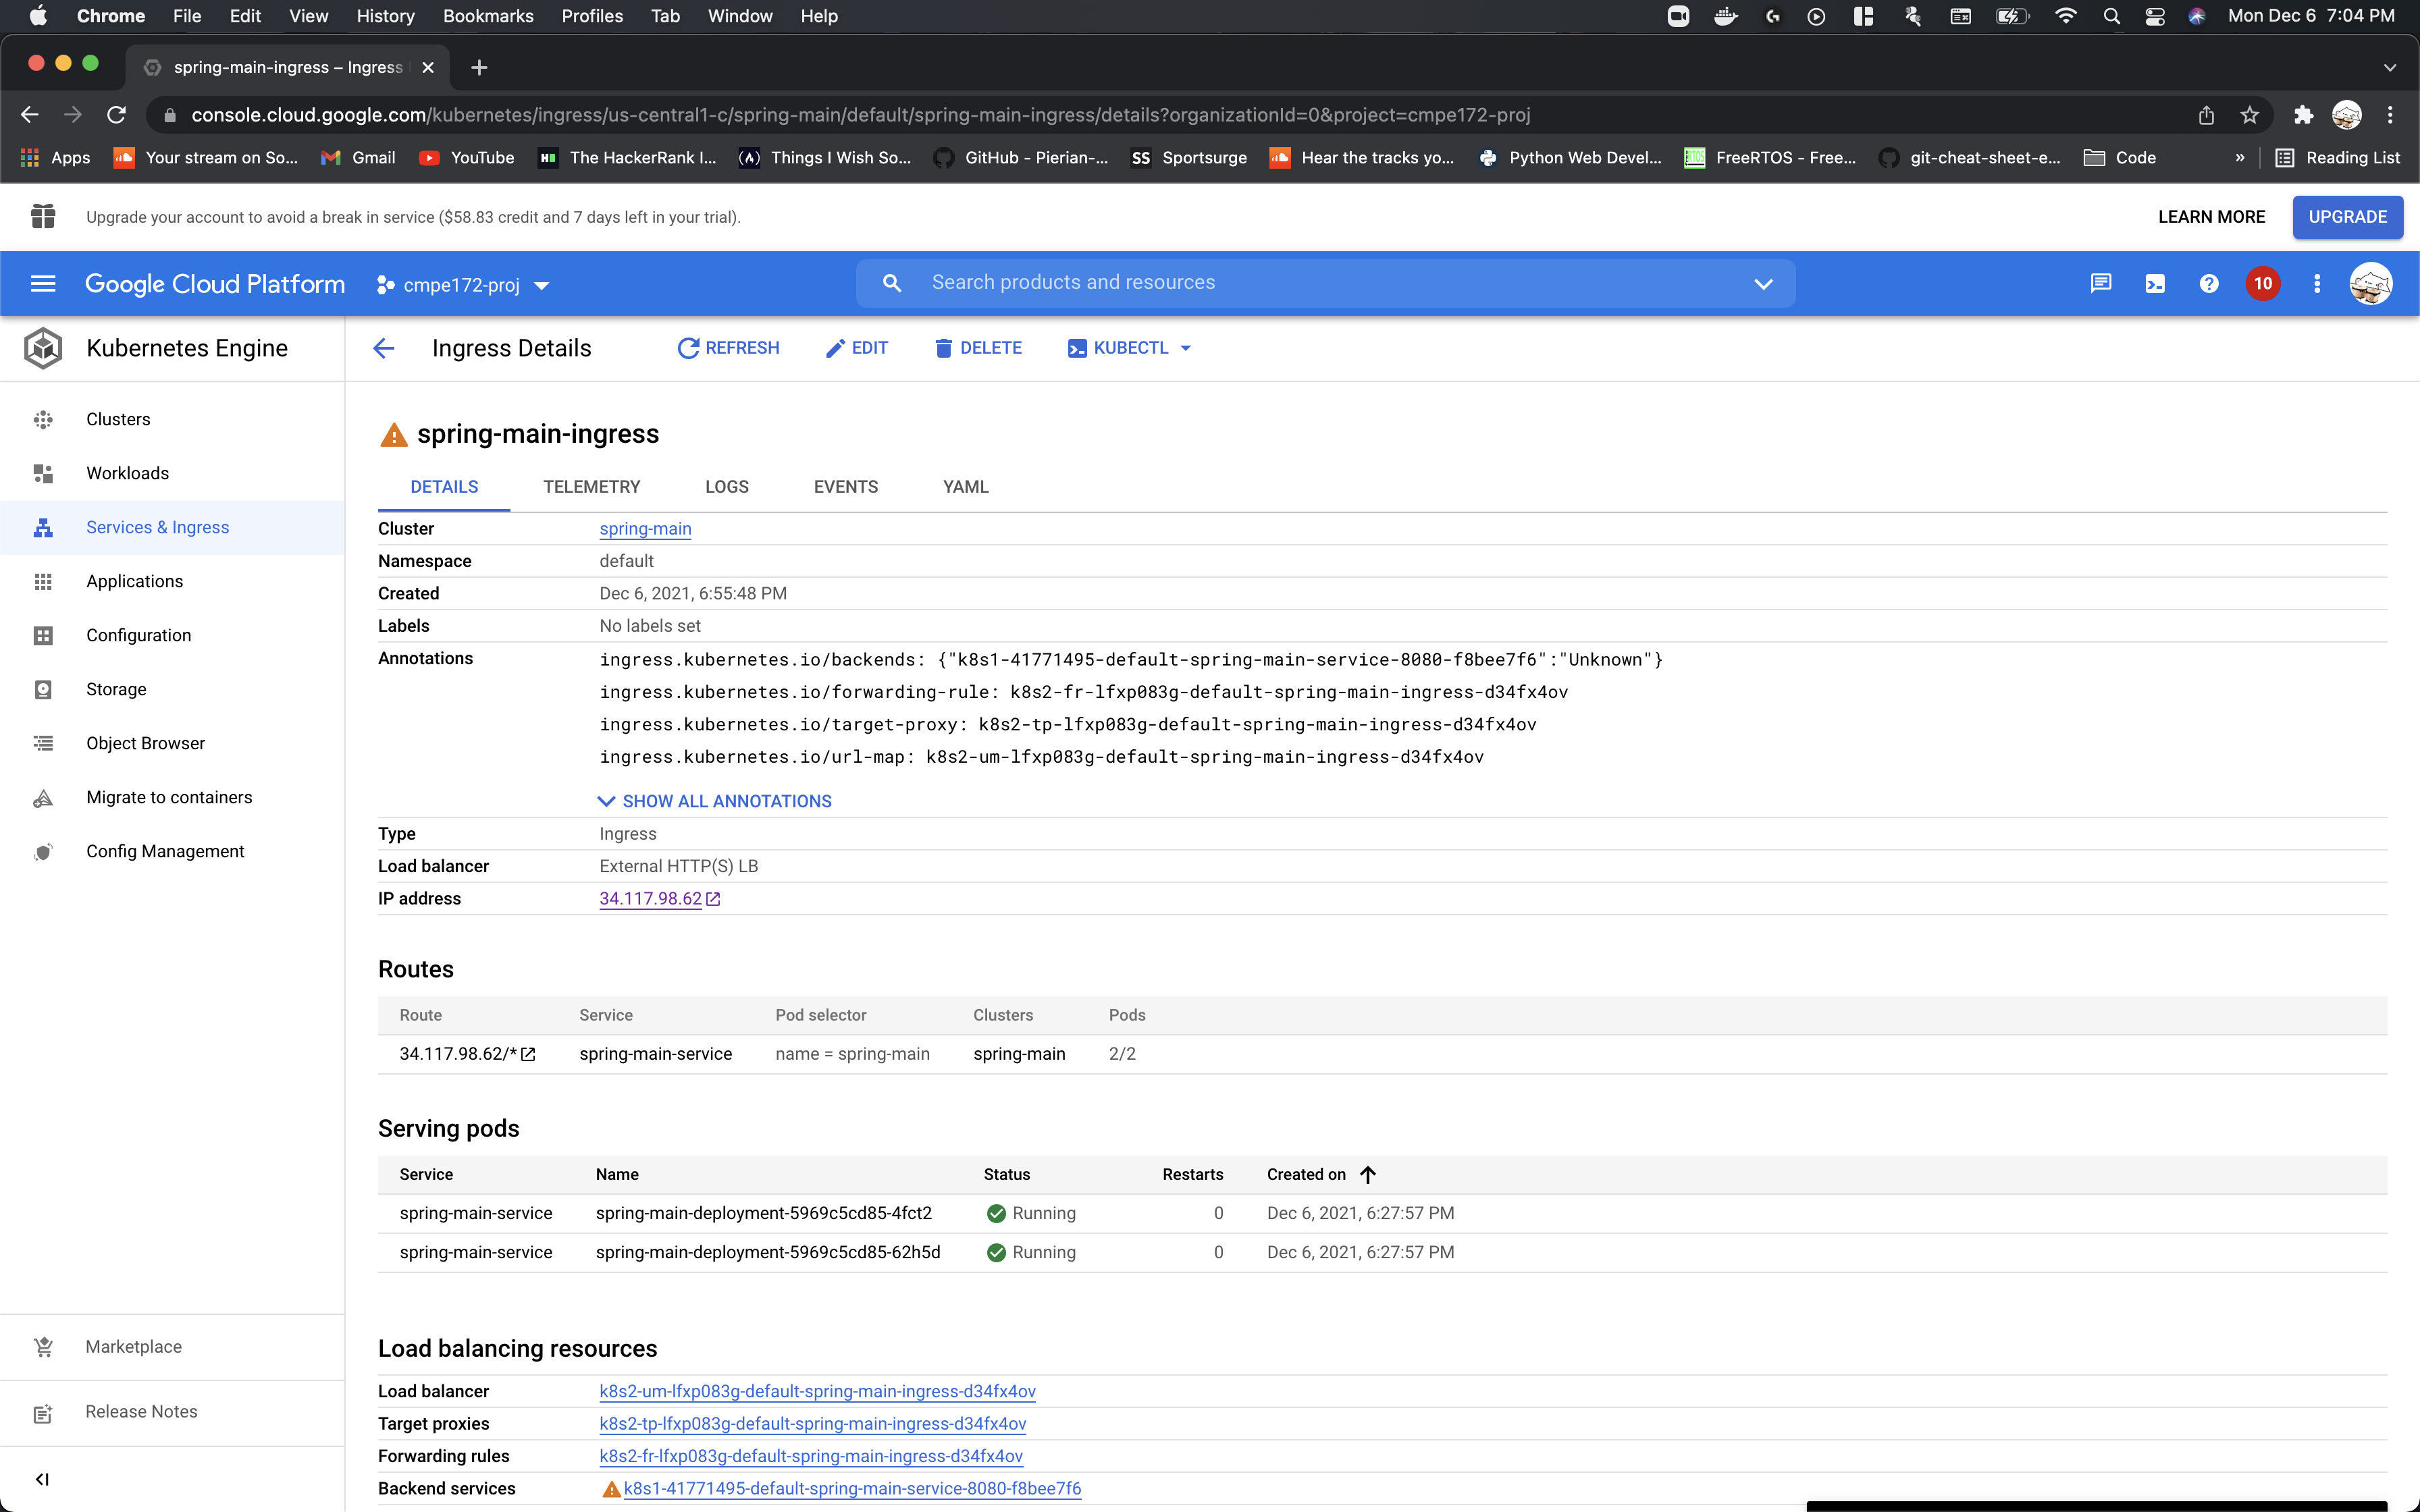 Chrome File Edit View History Bookmarks Profiles Tab Window Help Mon Dec 6 7:04 PM
spring-main-ingress – Ingress
console.cloud.google.com/kubernetes/ingress/us-central1-c/spring-main/default/spring-main-ingress/details?organizationId=0&project=cmpe172-proj
Apps Your stream on So... Gmail YouTube The HackerRank I... Things I Wish So... GitHub - Pierian-... SS Sportsurge Hear the tracks yo... Python Web Devel... FreeRTOS - Free... git-cheat-sheet-e... Code » Reading List
Upgrade your account to avoid a break in service ($58.83 credit and 7 days left in your trial). LEARN MORE UPGRADE
Google Cloud Platform cmpe172-proj Search products and resources 10
Kubernetes Engine
Clusters
Workloads
Services & Ingress
Applications
Configuration
Storage
Object Browser
Migrate to containers
Config Management
Marketplace
Release Notes
Ingress Details REFRESH EDIT DELETE KUBECTL
spring-main-ingress
DETAILS TELEMETRY LOGS EVENTS YAML
Cluster spring-main
Namespace default
Created Dec 6, 2021, 6:55:48 PM
Labels No labels set
Annotations ingress.kubernetes.io/backends: {"k8s1-41771495-default-spring-main-service-8080-f8bee7f6":"Unknown"}
ingress.kubernetes.io/forwarding-rule: k8s2-fr-lfxp083g-default-spring-main-ingress-d34fx4ov
ingress.kubernetes.io/target-proxy: k8s2-tp-lfxp083g-default-spring-main-ingress-d34fx4ov
ingress.kubernetes.io/url-map: k8s2-um-lfxp083g-default-spring-main-ingress-d34fx4ov
SHOW ALL ANNOTATIONS
Type Ingress
Load balancer External HTTP(S) LB
IP address 34.117.98.62
Routes
Route Service Pod selector Clusters Pods
34.117.98.62/* spring-main-service name = spring-main spring-main 2/2
Serving pods
Service Name Status Restarts Created on
spring-main-service spring-main-deployment-5969c5cd85-4fct2 Running 0 Dec 6, 2021, 6:27:57 PM
spring-main-service spring-main-deployment-5969c5cd85-62h5d Running 0 Dec 6, 2021, 6:27:57 PM
Load balancing resources
Load balancer k8s2-um-lfxp083g-default-spring-main-ingress-d34fx4ov
Target proxies k8s2-tp-lfxp083g-default-spring-main-ingress-d34fx4ov
Forwarding rules k8s2-fr-lfxp083g-default-spring-main-ingress-d34fx4ov
Backend services k8s1-41771495-default-spring-main-service-8080-f8bee7f6